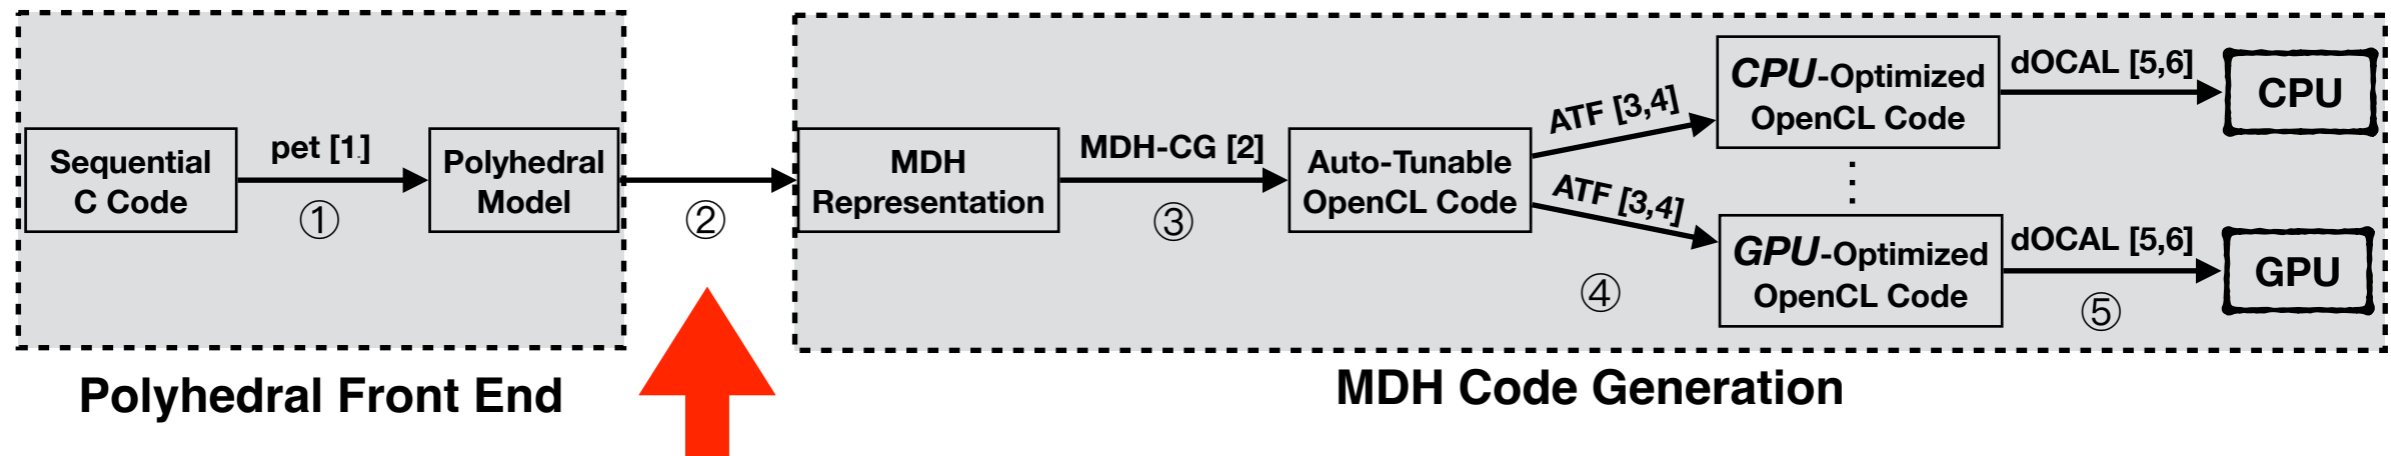 Sequential
C Code
pet [1]
①
Polyhedral
Model
②
MDH
Representation
MDH-CG [2]
③
Auto-Tunable
OpenCL Code
ATF [3,4]
ATF [3,4]
④
CPU-Optimized
OpenCL Code
GPU-Optimized
OpenCL Code
dOCAL [5,6]
CPU
dOCAL [5,6]
⑤
GPU
Polyhedral Front End
MDH Code Generation